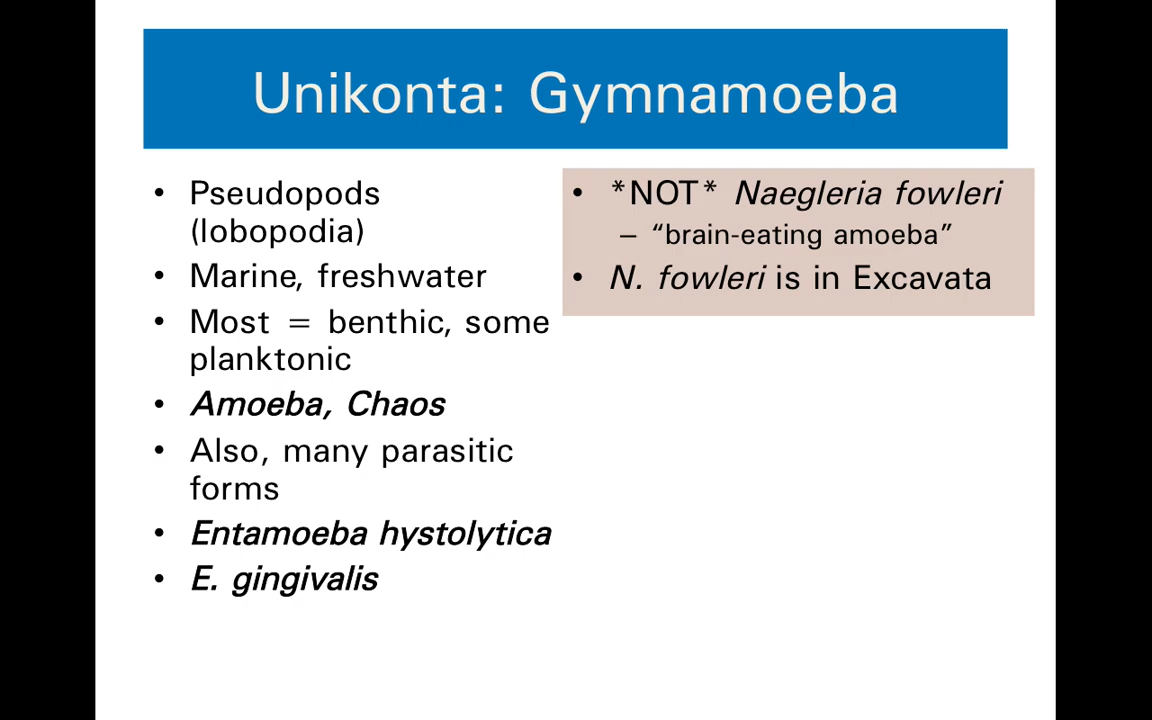 Unikonta: Gymnamoeba
• Pseudopods
(lobopodia)
• Marine, freshwater
• Most = benthic, some
planktonic
• Amoeba, Chaos
• Also, many parasitic
forms
• Entamoeba hystolytica
• E. gingivalis
• *NOT* Naegleria fowleri
– “brain-eating amoeba”
• N. fowleri is in Excavata